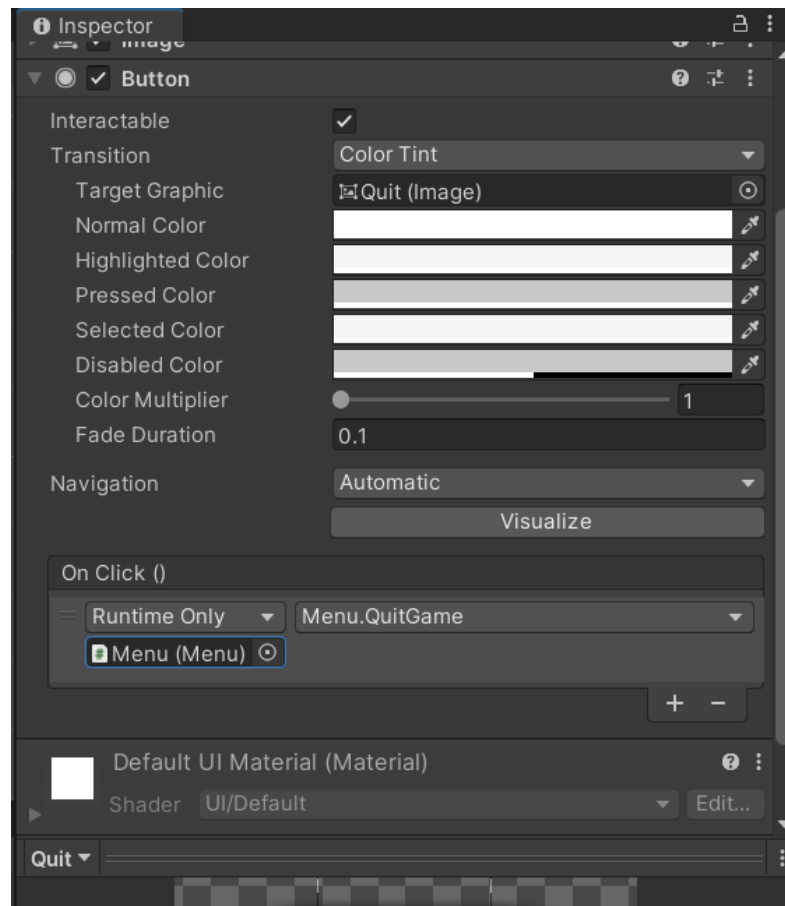 Inspector
Image
Button
Interactable
Transition Color Tint
Target Graphic Quit (Image)
Normal Color
Highlighted Color
Pressed Color
Selected Color
Disabled Color
Color Multiplier 1
Fade Duration 0.1
Navigation Automatic
Visualize
On Click ()
Runtime Only Menu.QuitGame
Menu (Menu)
Default UI Material (Material)
Shader UI/Default Edit...
Quit